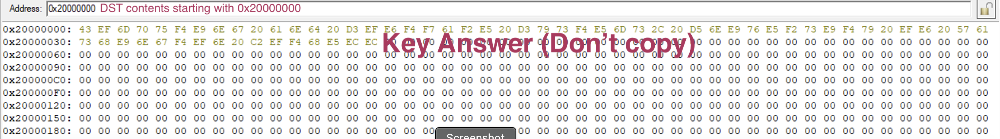 Address: 0x20000000 DST contents starting with 0x20000000
0x20000000: 43 EF 6D 70 75 F4 E9 6E 67 20 61 6E 64 20 D3 EF E6 F4 F7 61 F2 E5 20 D3 79 73 F4 E5 6D 73 2C 20 D5 6E E9 76 E5 F2 73 E9 F4 79 20 EF E6 20 57 61
0x20000030: 73 68 E9 6E 67 F4 EF 6E 20 C2 EF F4 68 E5 EC EC 00 00 00 00 00 00 00 00 00 00 00 00 00 00 00 00 00 00 00 00 00 00 00 00 00 00 00 00 00 00 00 00
Key Answer (Don't copy)
0x20000060: 00 00 00 00 00 00 00 00 00 00 00 00 00 00 00 00 00 00 00 00 00 00 00 00 00 00 00 00 00 00 00 00 00 00 00 00 00 00 00 00 00 00 00 00 00 00 00 00
0x20000090: 00 00 00 00 00 00 00 00 00 00 00 00 00 00 00 00 00 00 00 00 00 00 00 00 00 00 00 00 00 00 00 00 00 00 00 00 00 00 00 00 00 00 00 00 00 00 00 00
0x200000C0: 00 00 00 00 00 00 00 00 00 00 00 00 00 00 00 00 00 00 00 00 00 00 00 00 00 00 00 00 00 00 00 00 00 00 00 00 00 00 00 00 00 00 00 00 00 00 00 00
0x200000F0: 00 00 00 00 00 00 00 00 00 00 00 00 00 00 00 00 00 00 00 00 00 00 00 00 00 00 00 00 00 00 00 00 00 00 00 00 00 00 00 00 00 00 00 00 00 00 00 00
0x20000120: 00 00 00 00 00 00 00 00 00 00 00 00 00 00 00 00 00 00 00 00 00 00 00 00 00 00 00 00 00 00 00 00 00 00 00 00 00 00 00 00 00 00 00 00 00 00 00 00
0x20000150: 00 00 00 00 00 00 00 00 00 00 00 00 00 00 00 00 00 00 00 00 00 00 00 00 00 00 00 00 00 00 00 00 00 00 00 00 00 00 00 00 00 00 00 00 00 00 00 00
0x20000180: 00 00 00 00 00 00 00 00 00 00 00 00 00 00 00 00 00 00 00 00 00 00 00 00 00 00 00 00 00 00 00 00 00 00 00 00 00 00 00 00 00 00 00 00
Screenshot